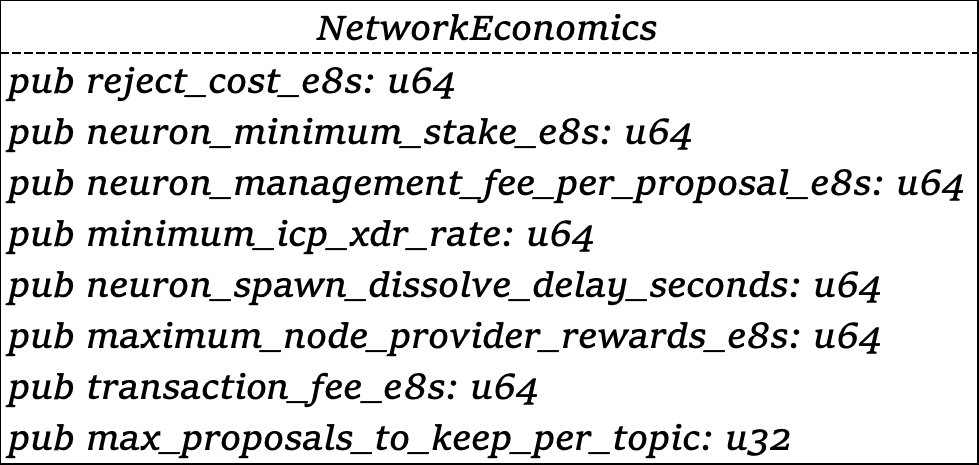 NetworkEconomics
pub reject_cost_e8s: u64
pub neuron_minimum_stake_e8s: u64
pub neuron_management_fee_per_proposal_e8s: u64
pub minimum_icp_xdr_rate: u64
pub neuron_spawn_dissolve_delay_seconds: u64
pub maximum_node_provider_rewards_e8s: u64
pub transaction_fee_e8s: u64
pub max_proposals_to_keep_per_topic: u32